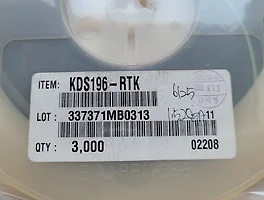 ITEM: KDS196-RTK
LOT: 337371MB0313
QTY: 3,000
02208